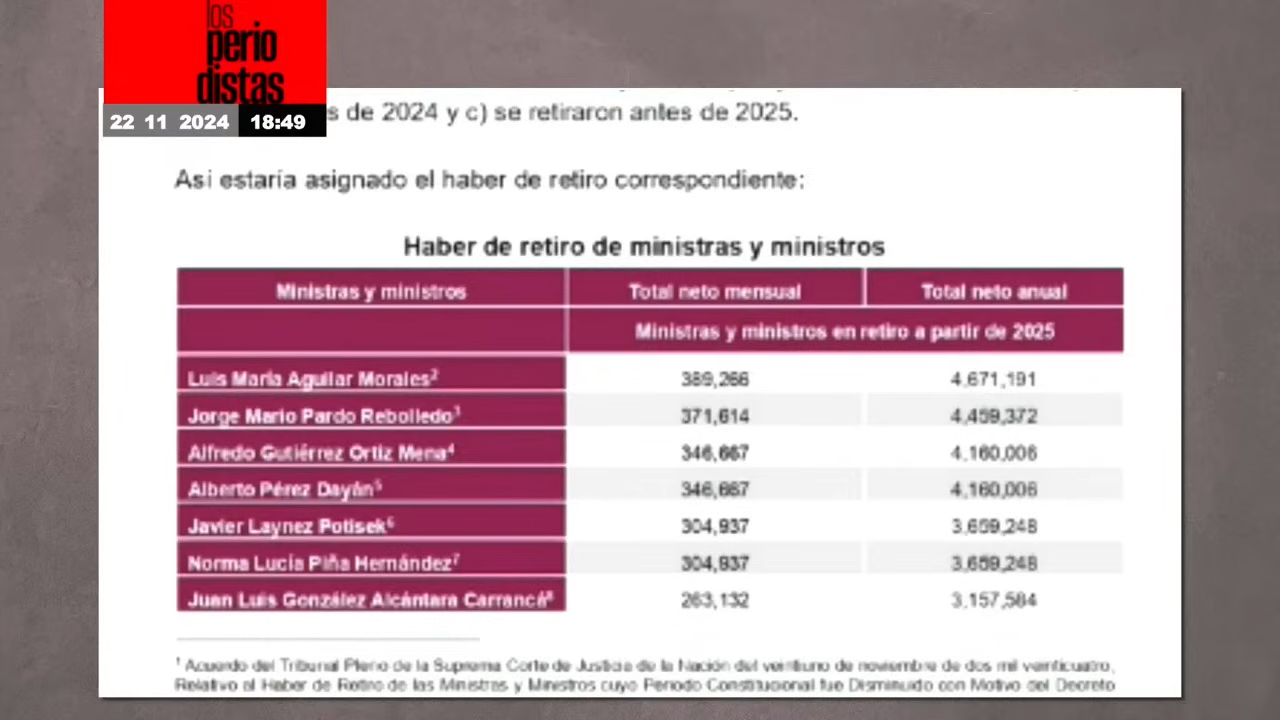 los
perio
distas
22 11 2024 18:49
s de 2024 y c) se retiraron antes de 2025.
Así estaría asignado el haber de retiro correspondiente:
Haber de retiro de ministras y ministros
Ministras y ministros Total neto mensual Total neto anual
Ministras y ministros en retiro a partir de 2025
Luis María Aguilar Morales² 389,266 4,671,191
Jorge Mario Pardo Rebolledo³ 371,614 4,459,372
Alfredo Gutiérrez Ortiz Mena⁴ 346,667 4,160,006
Alberto Pérez Dayán⁵ 346,667 4,160,006
Javier Laynez Potisek⁶ 304,937 3,659,248
Norma Lucía Piña Hernández⁷ 304,937 3,659,248
Juan Luis González Alcántara Carrancá⁸ 263,132 3,157,584
¹ Acuerdo del Tribunal Pleno de la Suprema Corte de Justicia de la Nación del veintiuno de noviembre de dos mil veinticuatro,
Relativo al Haber de Retiro de las Ministras y Ministros cuyo Periodo Constitucional fue Disminuido con Motivo del Decreto